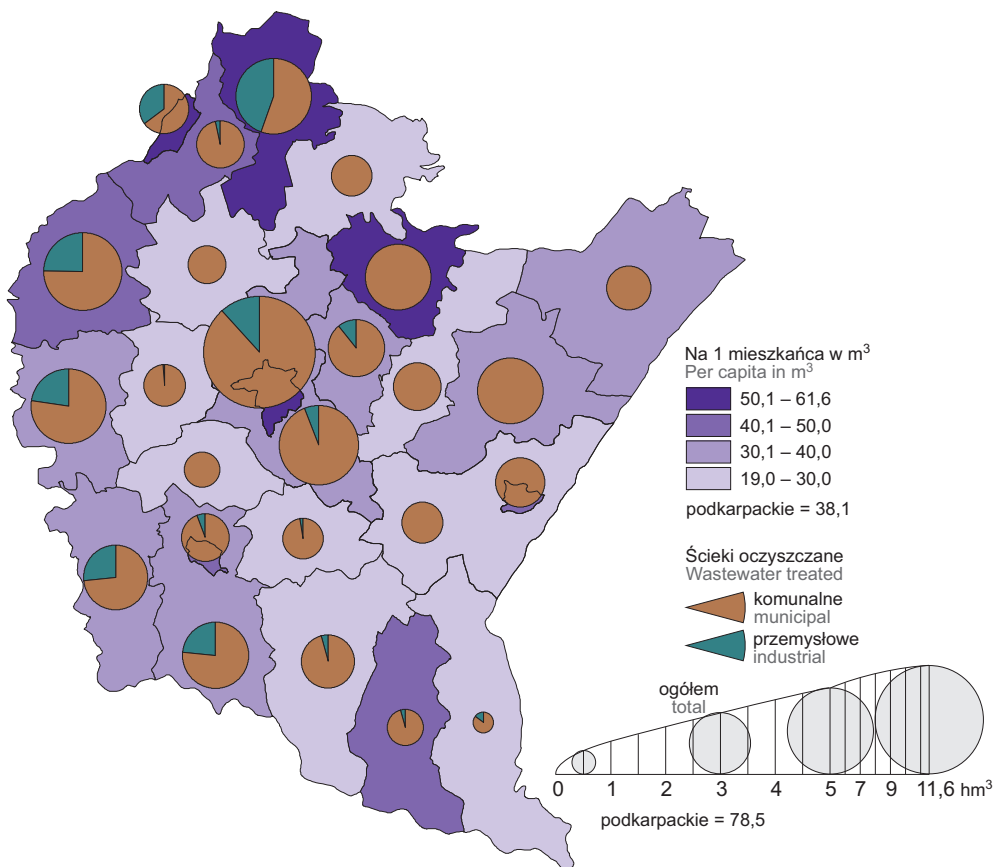 Na 1 mieszkańca w m³
Per capita in m³
50,1 – 61,6
40,1 – 50,0
30,1 – 40,0
19,0 – 30,0
podkarpackie = 38,1
Ścieki oczyszczane
Wastewater treated
komunalne
municipal
przemysłowe
industrial
ogółem
total
0 1 2 3 5 7 9 11,6 hm³
podkarpackie = 78,5